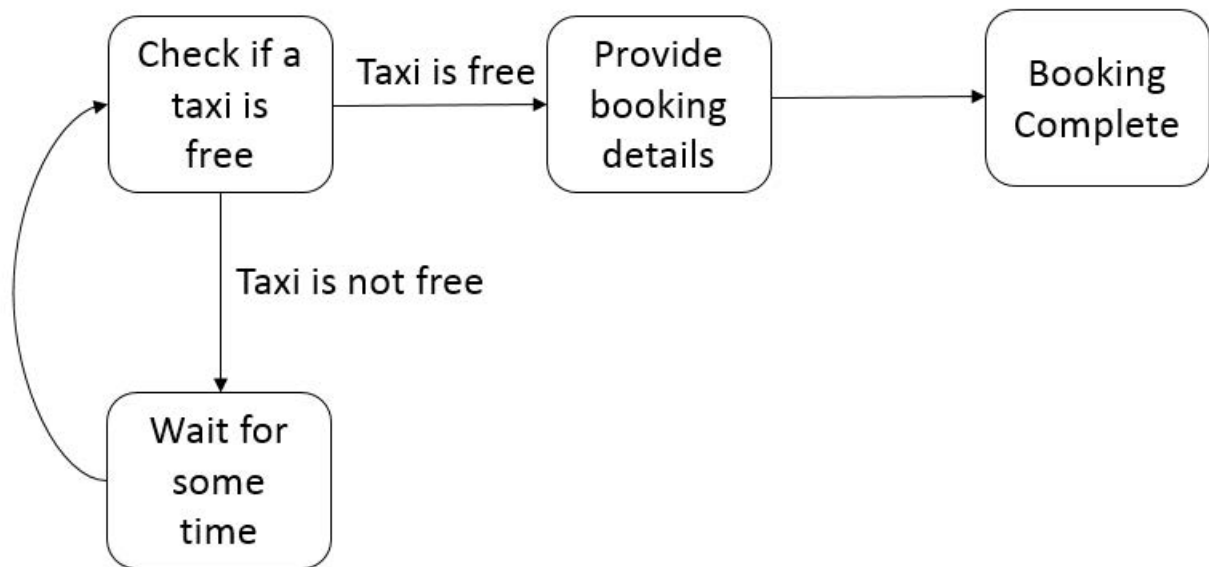 Check if a
taxi is
free
Taxi is free
Provide
booking
details
Booking
Complete
Taxi is not free
Wait for
some
time